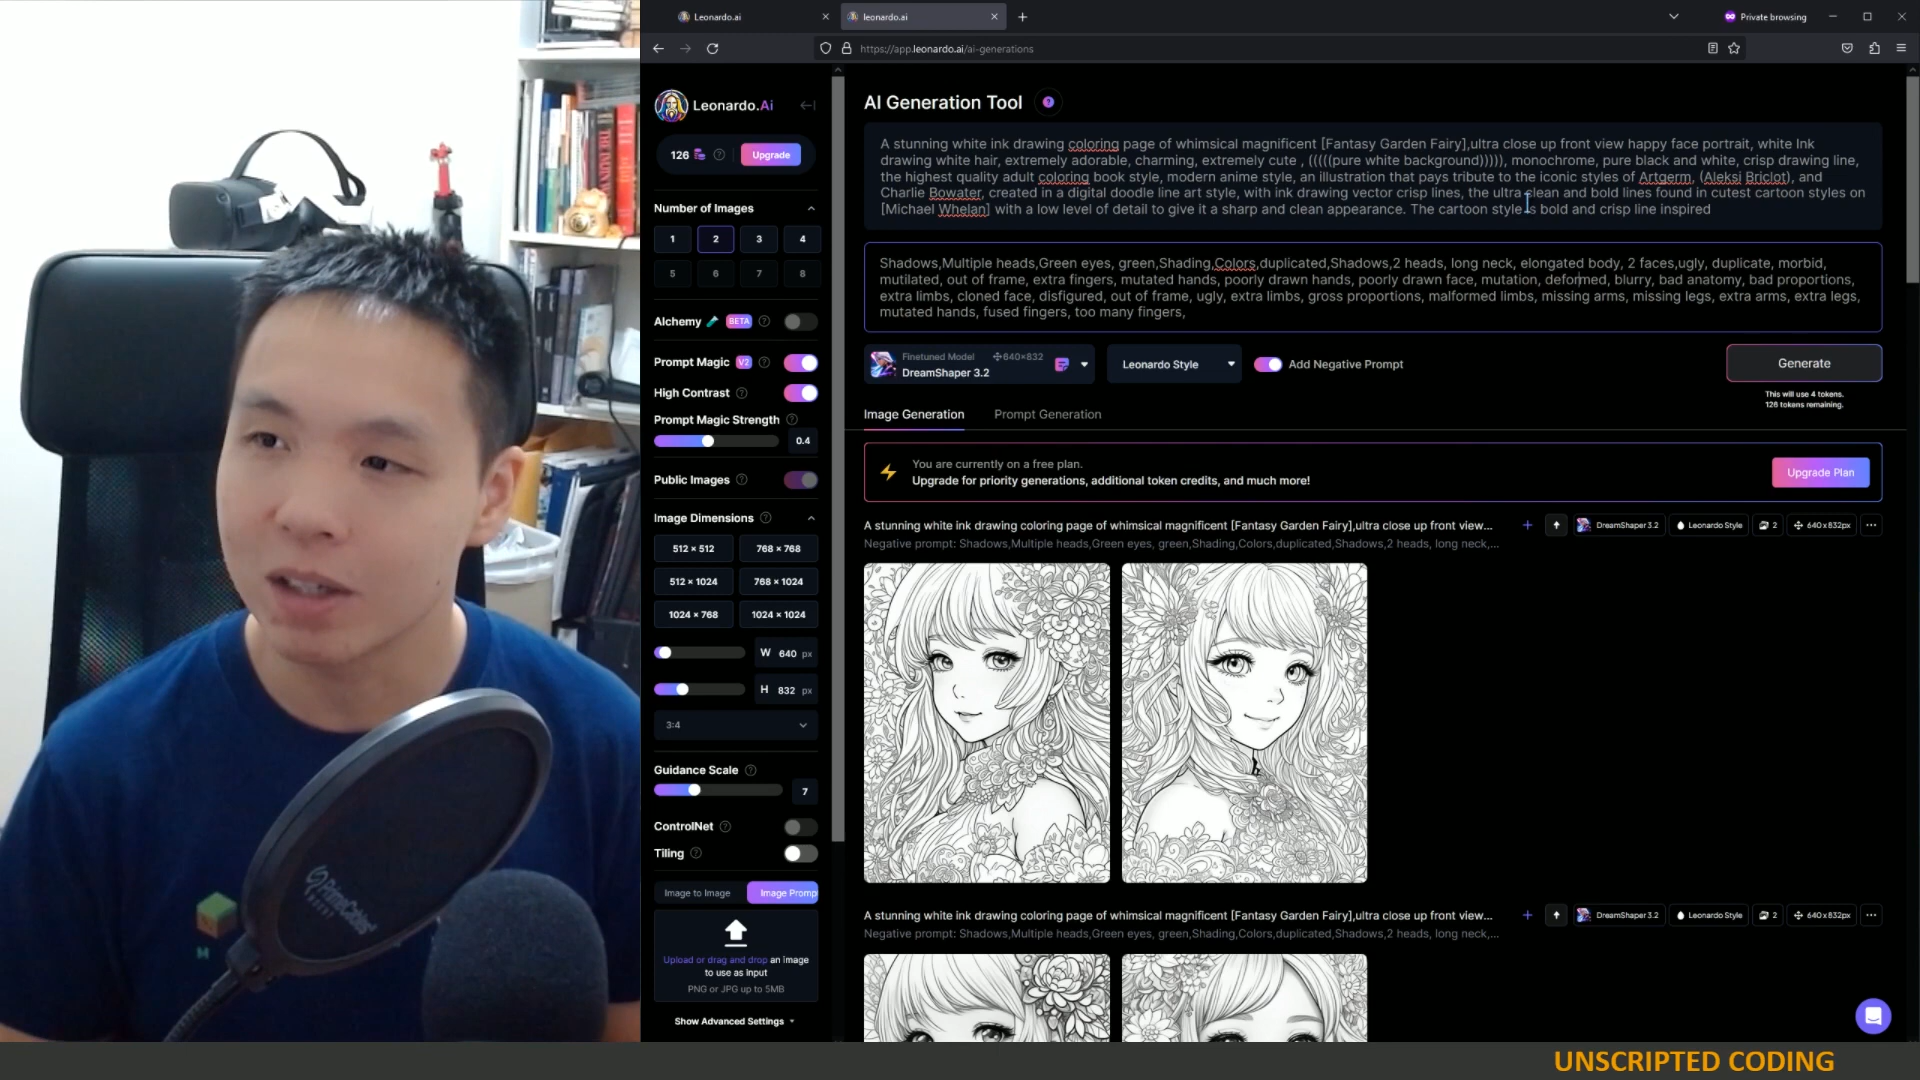 Leonardo.ai
leonardo.ai
Private browsing
https://app.leonardo.ai/ai-generations
Leonardo.Ai
126
Upgrade
Number of Images
1 2 3 4
5 6 7 8
Alchemy BETA
Prompt Magic V2
High Contrast
Prompt Magic Strength
0.4
Public Images
Image Dimensions
512 × 512 768 × 768
512 × 1024 768 × 1024
1024 × 768 1024 × 1024
W 640 px
H 832 px
3:4
Guidance Scale
7
ControlNet
Tiling
Image to Image Image Promp
Upload or drag and drop an image
to use as Input
PNG or JPG up to 5MB
Show Advanced Settings
AI Generation Tool
A stunning white ink drawing coloring page of whimsical magnificent [Fantasy Garden Fairy],ultra close up front view happy face portrait, white Ink
drawing white hair, extremely adorable, charming, extremely cute , (((((pure white background))))), monochrome, pure black and white, crisp drawing line,
the highest quality adult coloring book style, modern anime style, an illustration that pays tribute to the iconic styles of Artgerm, (Aleksi Briclot), and
Charlie Bowater, created in a digital doodle line art style, with ink drawing vector crisp lines, the ultra clean and bold lines found in cutest cartoon styles on
[Michael Whelan] with a low level of detail to give it a sharp and clean appearance. The cartoon style is bold and crisp line inspired
Shadows,Multiple heads,Green eyes, green,Shading,Colors,duplicated,Shadows,2 heads, long neck, elongated body, 2 faces,ugly, duplicate, morbid,
mutilated, out of frame, extra fingers, mutated hands, poorly drawn hands, poorly drawn face, mutation, deformed, blurry, bad anatomy, bad proportions,
extra limbs, cloned face, disfigured, out of frame, ugly, extra limbs, gross proportions, malformed limbs, missing arms, missing legs, extra arms, extra legs,
mutated hands, fused fingers, too many fingers,
Finetuned Model 640×832
DreamShaper 3.2
Leonardo Style
Add Negative Prompt
Generate
This will use 4 tokens.
126 tokens remaining.
Image Generation Prompt Generation
You are currently on a free plan.
Upgrade for priority generations, additional token credits, and much more!
Upgrade Plan
A stunning white ink drawing coloring page of whimsical magnificent [Fantasy Garden Fairy],ultra close up front view...
DreamShaper 3.2 Leonardo Style 2 640x832px
Negative prompt: Shadows,Multiple heads,Green eyes, green,Shading,Colors,duplicated,Shadows,2 heads, long neck,...
A stunning white ink drawing coloring page of whimsical magnificent [Fantasy Garden Fairy],ultra close up front view...
DreamShaper 3.2 Leonardo Style 2 640x832px
Negative prompt: Shadows,Multiple heads,Green eyes, green,Shading,Colors,duplicated,Shadows,2 heads, long neck,...
UNSCRIPTED CODING